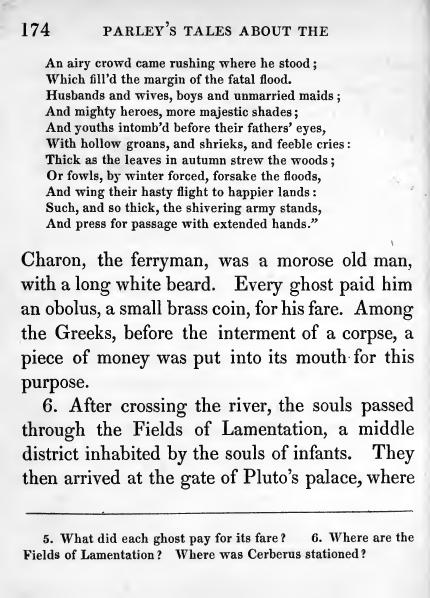 174 PARLEY'S TALES ABOUT THE
An airy crowd came rushing where he stood;
Which fill'd the margin of the fatal flood.
Husbands and wives, boys and unmarried maids;
And mighty heroes, more majestic shades;
And youths intomb'd before their fathers' eyes,
With hollow groans, and shrieks, and feeble cries:
Thick as the leaves in autumn strew the woods;
Or fowls, by winter forced, forsake the floods,
And wing their hasty flight to happier lands:
Such, and so thick, the shivering army stands,
And press for passage with extended hands."
Charon, the ferryman, was a morose old man,
with a long white beard. Every ghost paid him
an obolus, a small brass coin, for his fare. Among
the Greeks, before the interment of a corpse, a
piece of money was put into its mouth for this
purpose.
6. After crossing the river, the souls passed
through the Fields of Lamentation, a middle
district inhabited by the souls of infants. They
then arrived at the gate of Pluto's palace, where
5. What did each ghost pay for its fare? 6. Where are the
Fields of Lamentation? Where was Cerberus stationed?